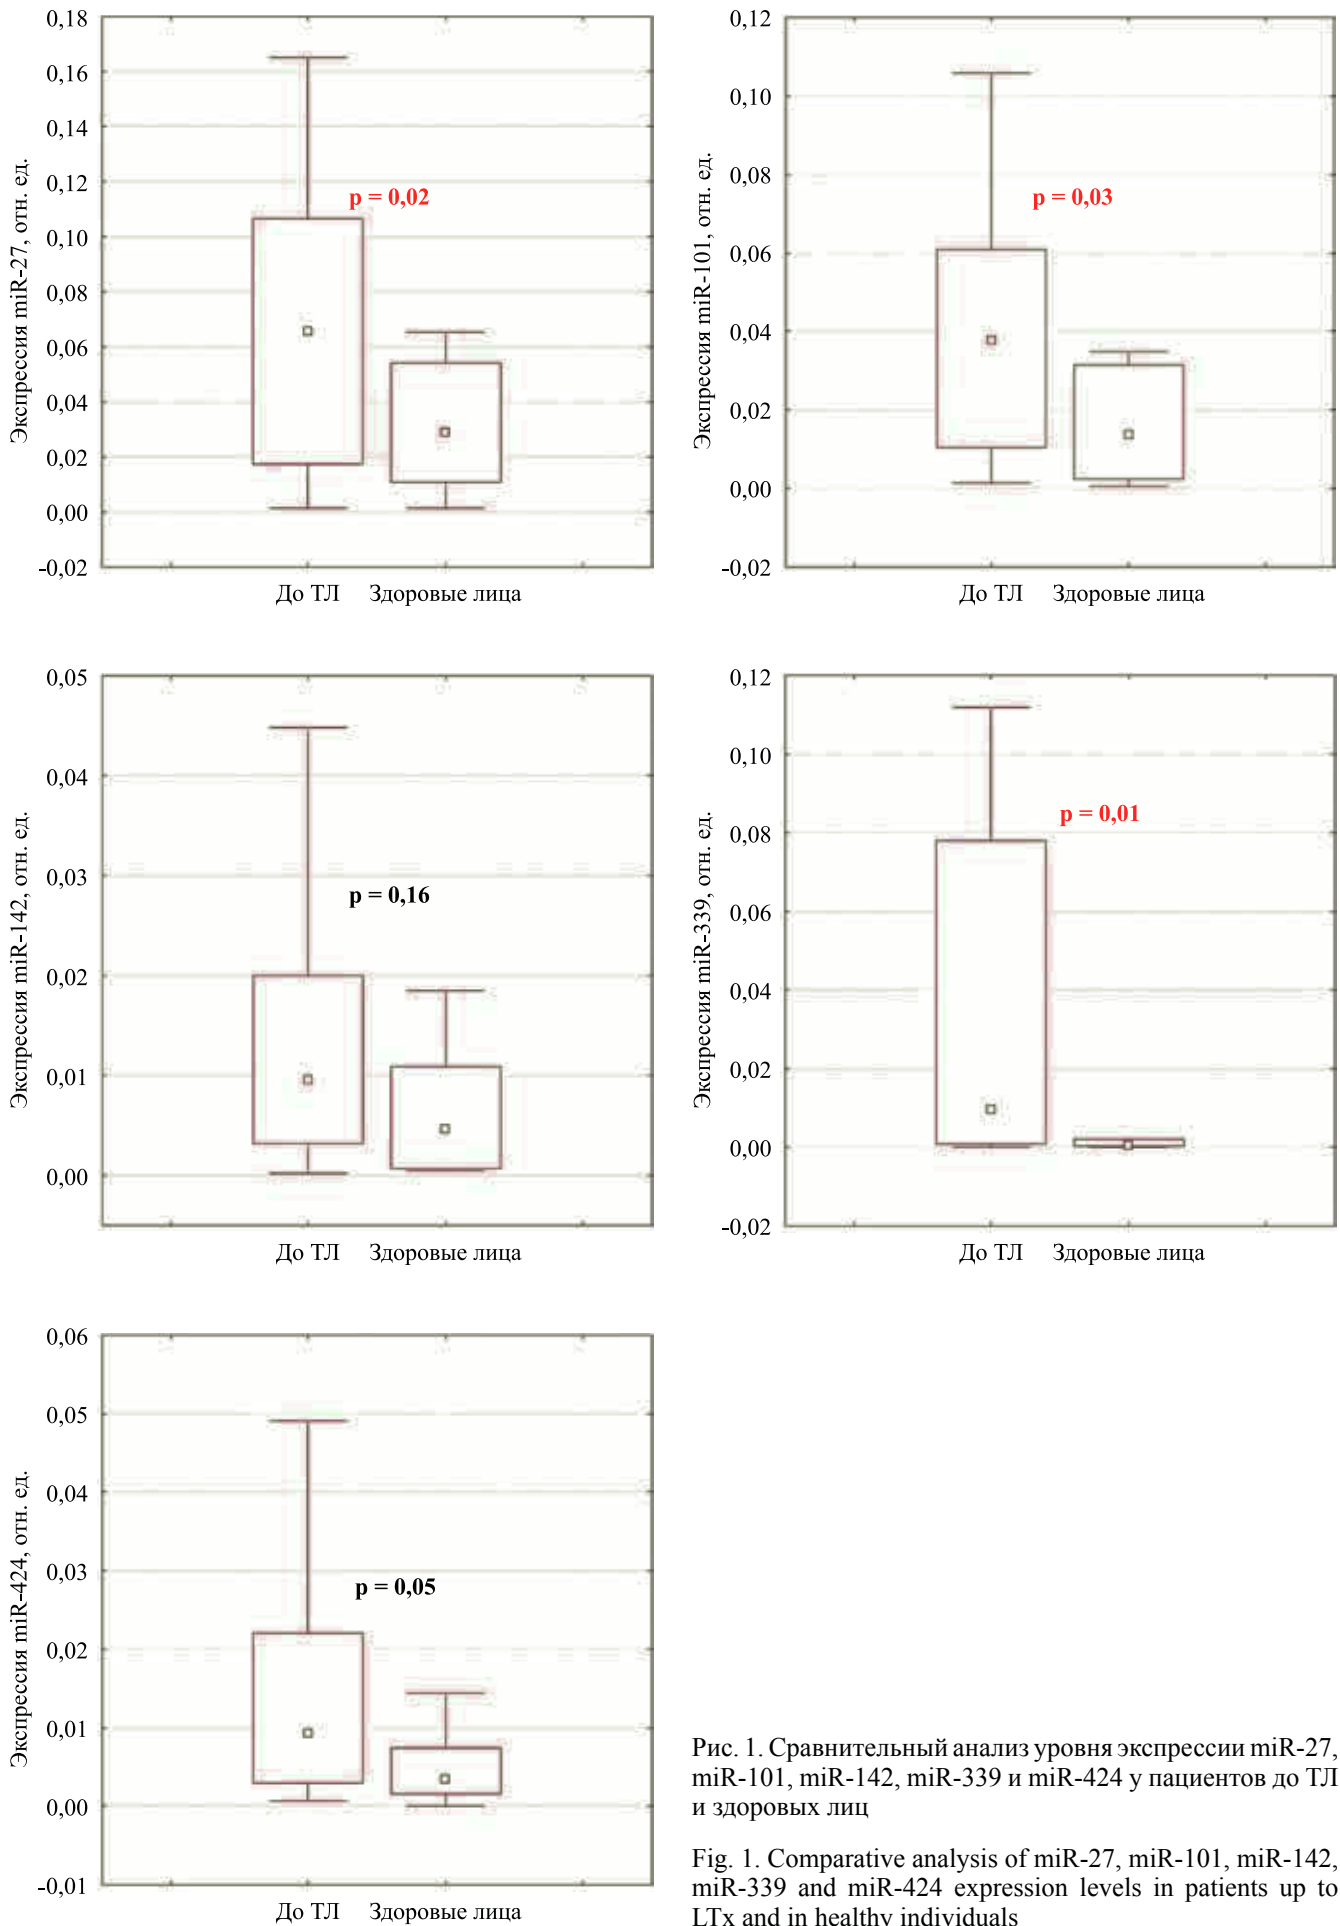 Экспрессия miR-27, отн. ед.
0,18
0,16
0,14
0,12
0,10
0,08
0,06
0,04
0,02
0,00
-0,02
p = 0,02
До ТЛ Здоровые лица
Экспрессия miR-101, отн. ед.
0,12
0,10
0,08
0,06
0,04
0,02
0,00
-0,02
p = 0,03
До ТЛ Здоровые лица
Экспрессия miR-142, отн. ед.
0,05
0,04
0,03
0,02
0,01
0,00
p = 0,16
До ТЛ Здоровые лица
Экспрессия miR-339, отн. ед.
0,12
0,10
0,08
0,06
0,04
0,02
0,00
-0,02
p = 0,01
До ТЛ Здоровые лица
Экспрессия miR-424, отн. ед.
0,06
0,05
0,04
0,03
0,02
0,01
0,00
-0,01
p = 0,05
До ТЛ Здоровые лица
Рис. 1. Сравнительный анализ уровня экспрессии miR-27,
miR-101, miR-142, miR-339 и miR-424 у пациентов до ТЛ
и здоровых лиц
Fig. 1. Comparative analysis of miR-27, miR-101, miR-142,
miR-339 and miR-424 expression levels in patients up to
LTx and in healthy individuals